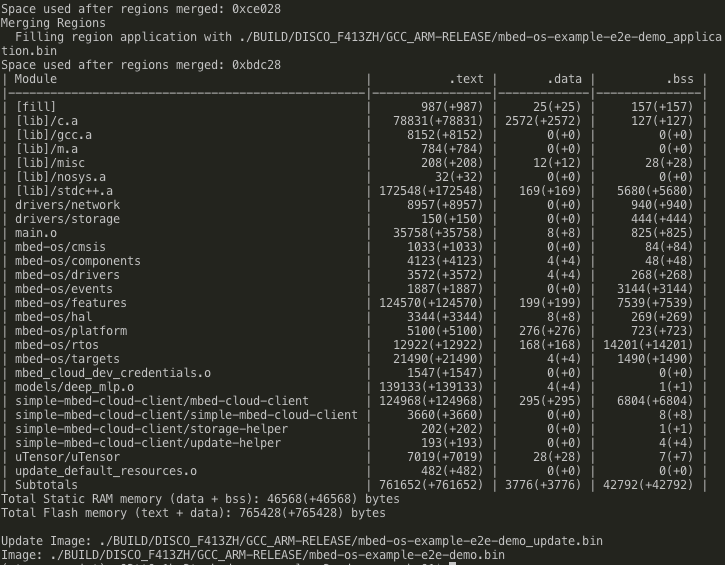 Space used after regions merged: 0xce028
Merging Regions
  Filling region application with ./BUILD/DISCO_F413ZH/GCC_ARM-RELEASE/mbed-os-example-e2e-demo_applica
tion.bin
Space used after regions merged: 0xbdc28
| Module | .text | .data | .bss |
| [fill] | 987(+987) | 25(+25) | 157(+157) |
| [lib]/c.a | 78831(+78831) | 2572(+2572) | 127(+127) |
| [lib]/gcc.a | 8152(+8152) | 0(+0) | 0(+0) |
| [lib]/m.a | 784(+784) | 0(+0) | 0(+0) |
| [lib]/misc | 208(+208) | 12(+12) | 28(+28) |
| [lib]/nosys.a | 32(+32) | 0(+0) | 0(+0) |
| [lib]/stdc++.a | 172548(+172548) | 169(+169) | 5680(+5680) |
| drivers/network | 8957(+8957) | 0(+0) | 940(+940) |
| drivers/storage | 150(+150) | 0(+0) | 444(+444) |
| main.o | 35758(+35758) | 8(+8) | 825(+825) |
| mbed-os/cmsis | 1033(+1033) | 0(+0) | 84(+84) |
| mbed-os/components | 4123(+4123) | 4(+4) | 48(+48) |
| mbed-os/drivers | 3572(+3572) | 4(+4) | 268(+268) |
| mbed-os/events | 1887(+1887) | 0(+0) | 3144(+3144) |
| mbed-os/features | 124570(+124570) | 199(+199) | 7539(+7539) |
| mbed-os/hal | 3344(+3344) | 8(+8) | 269(+269) |
| mbed-os/platform | 5100(+5100) | 276(+276) | 723(+723) |
| mbed-os/rtos | 12922(+12922) | 168(+168) | 14201(+14201) |
| mbed-os/targets | 21490(+21490) | 4(+4) | 1490(+1490) |
| mbed_cloud_dev_credentials.o | 1547(+1547) | 0(+0) | 0(+0) |
| models/deep_mlp.o | 139133(+139133) | 4(+4) | 1(+1) |
| simple-mbed-cloud-client/mbed-cloud-client | 124968(+124968) | 295(+295) | 6804(+6804) |
| simple-mbed-cloud-client/simple-mbed-cloud-client | 3660(+3660) | 0(+0) | 8(+8) |
| simple-mbed-cloud-client/storage-helper | 202(+202) | 0(+0) | 1(+1) |
| simple-mbed-cloud-client/update-helper | 193(+193) | 0(+0) | 4(+4) |
| uTensor/uTensor | 7019(+7019) | 28(+28) | 7(+7) |
| update_default_resources.o | 482(+482) | 0(+0) | 0(+0) |
| Subtotals | 761652(+761652) | 3776(+3776) | 42792(+42792) |
Total Static RAM memory (data + bss): 46568(+46568) bytes
Total Flash memory (text + data): 765428(+765428) bytes
Update Image: ./BUILD/DISCO_F413ZH/GCC_ARM-RELEASE/mbed-os-example-e2e-demo_update.bin
Image: ./BUILD/DISCO_F413ZH/GCC_ARM-RELEASE/mbed-os-example-e2e-demo.bin